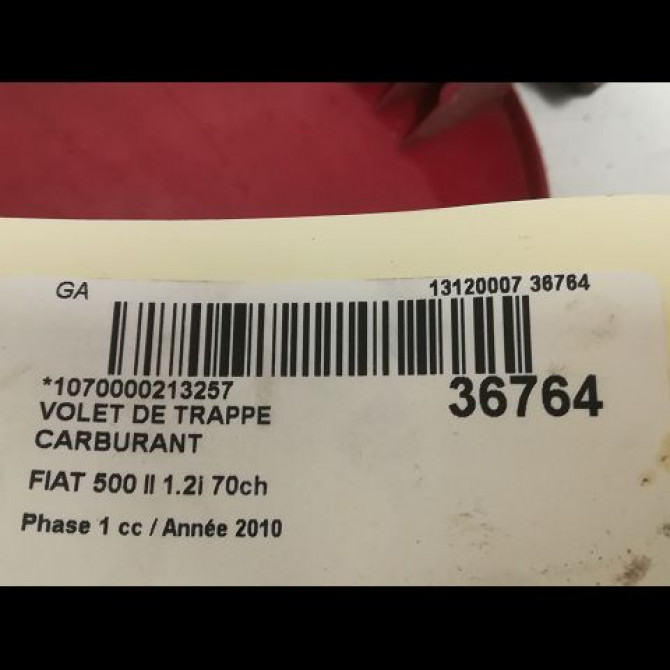 GA 13120007 36764
*1070000213257 36764
VOLET DE TRAPPE
CARBURANT
FIAT 500 II 1.2i 70ch
Phase 1 cc / Année 2010